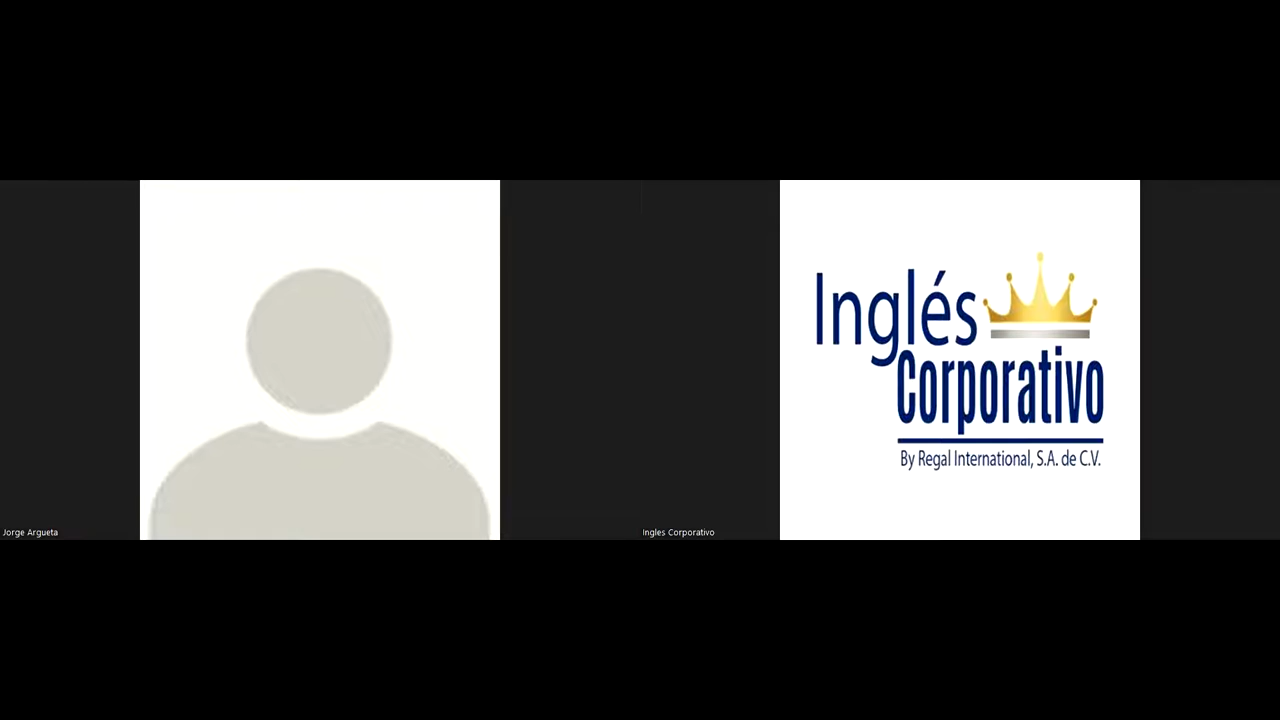 Inglés
Corporativo
By Regal International, S.A. de C.V.
Jorge Argueta
Ingles Corporativo